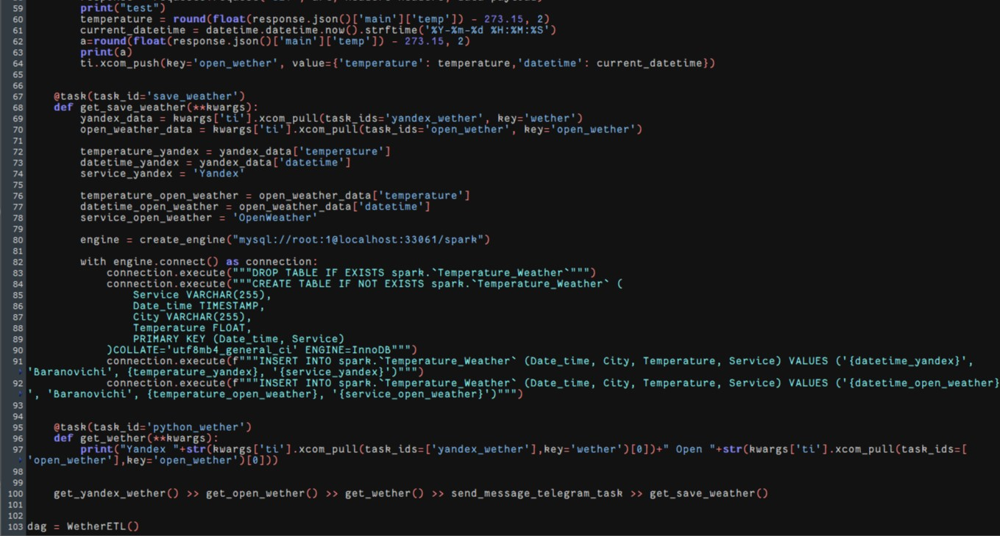 59 print("test")
60 temperature = round(float(response.json()['main']['temp']) - 273.15, 2)
61 current_datetime = datetime.datetime.now().strftime('%Y-%m-%d %H:%M:%S')
62 a=round(float(response.json()['main']['temp']) - 273.15, 2)
63 print(a)
64 ti.xcom_push(key='open_wether', value={'temperature': temperature,'datetime': current_datetime})
65
66
67 @task(task_id='save_weather')
68 def get_save_weather(**kwargs):
69 yandex_data = kwargs['ti'].xcom_pull(task_ids='yandex_wether', key='wether')
70 open_weather_data = kwargs['ti'].xcom_pull(task_ids='open_wether', key='open_wether')
71
72 temperature_yandex = yandex_data['temperature']
73 datetime_yandex = yandex_data['datetime']
74 service_yandex = 'Yandex'
75
76 temperature_open_weather = open_weather_data['temperature']
77 datetime_open_weather = open_weather_data['datetime']
78 service_open_weather = 'OpenWeather'
79
80 engine = create_engine("mysql://root:1@localhost:33061/spark")
81
82 with engine.connect() as connection:
83 connection.execute("""DROP TABLE IF EXISTS spark.`Temperature_Weather`""")
84 connection.execute("""CREATE TABLE IF NOT EXISTS spark.`Temperature_Weather` (
85 Service VARCHAR(255),
86 Date_time TIMESTAMP,
87 City VARCHAR(255),
88 Temperature FLOAT,
89 PRIMARY KEY (Date_time, Service)
90 )COLLATE='utf8mb4_general_ci' ENGINE=InnoDB""")
91 connection.execute(f"""INSERT INTO spark.`Temperature_Weather` (Date_time, City, Temperature, Service) VALUES ('{datetime_yandex}',
'Baranovichi', {temperature_yandex}, '{service_yandex}')""")
92 connection.execute(f"""INSERT INTO spark.`Temperature_Weather` (Date_time, City, Temperature, Service) VALUES ('{datetime_open_weather}
', 'Baranovichi', {temperature_open_weather}, '{service_open_weather}')""")
93
94
95 @task(task_id='python_wether')
96 def get_wether(**kwargs):
97 print("Yandex "+str(kwargs['ti'].xcom_pull(task_ids=['yandex_wether'],key='wether')[0])+" Open "+str(kwargs['ti'].xcom_pull(task_ids=[
'open_wether'],key='open_wether')[0]))
98
99
100 get_yandex_wether() >> get_open_wether() >> get_wether() >> send_message_telegram_task >> get_save_weather()
101
102
103 dag = WetherETL()